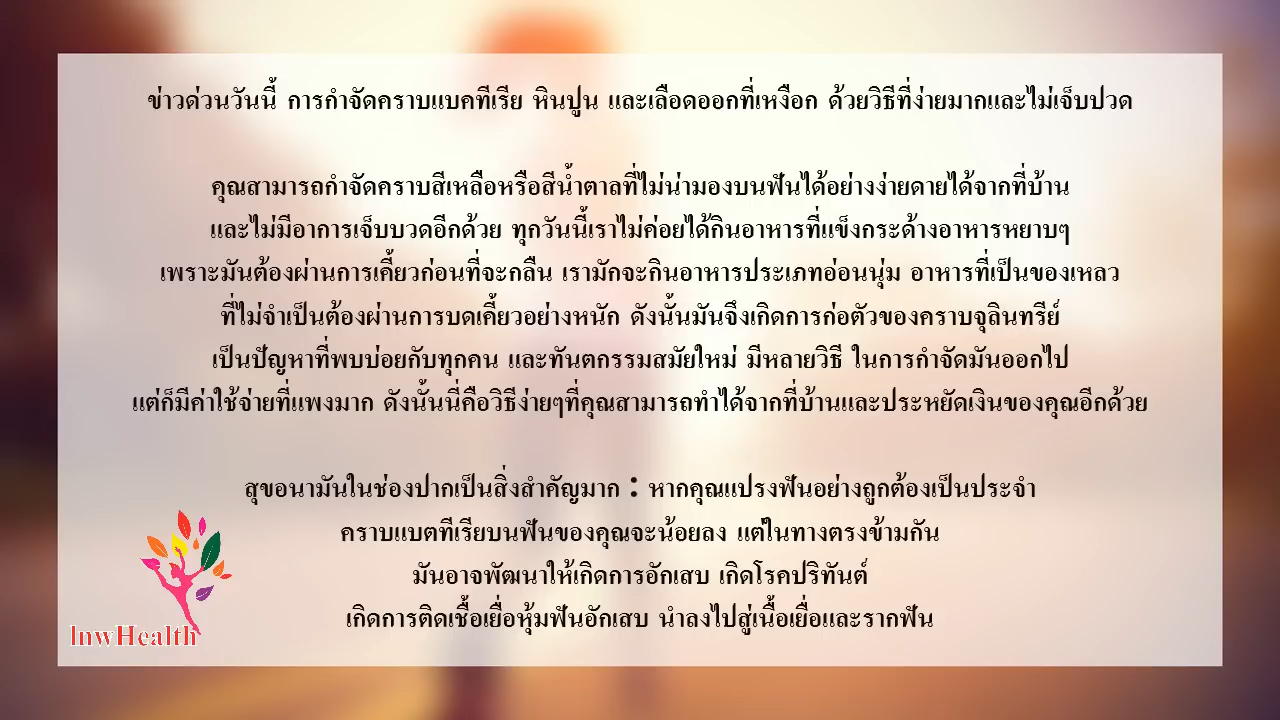 ข่าวด่วนวันนี้ การกำจัดคราบแบคทีเรีย หินปูน และเลือดออกที่เหงือก ด้วยวิธีที่ง่ายมากและไม่เจ็บปวด
คุณสามารถกำจัดคราบสีเหลือหรือสีน้ำตาลที่ไม่น่ามองบนฟันได้อย่างง่ายดายได้จากที่บ้าน
และไม่มีอาการเจ็บบวดอีกด้วย ทุกวันนี้เราไม่ค่อยได้กินอาหารที่แข็งกระด้างอาหารหยาบๆ
เพราะมันต้องผ่านการเคี้ยวก่อนที่จะกลืน เรามักจะกินอาหารประเภทอ่อนนุ่ม อาหารที่เป็นของเหลว
ที่ไม่จำเป็นต้องผ่านการบดเคี้ยวอย่างหนัก ดังนั้นมันจึงเกิดการก่อตัวของคราบจุลินทรีย์
เป็นปัญหาที่พบบ่อยกับทุกคน และทันตกรรมสมัยใหม่ มีหลายวิธี ในการกำจัดมันออกไป
แต่ก็มีค่าใช้จ่ายที่แพงมาก ดังนั้นนี่คือวิธีง่ายๆที่คุณสามารถทำได้จากที่บ้านและประหยัดเงินของคุณอีกด้วย
สุขอนามันในช่องปากเป็นสิ่งสำคัญมาก : หากคุณแปรงฟันอย่างถูกต้องเป็นประจำ
คราบแบตทีเรียบนฟันของคุณจะน้อยลง แต่ในทางตรงข้ามกัน
มันอาจพัฒนาให้เกิดการอักเสบ เกิดโรคปริทันต์
เกิดการติดเชื้อเยื่อหุ้มฟันอักเสบ นำลงไปสู่เนื้อเยื่อและรากฟัน
lnwHealth